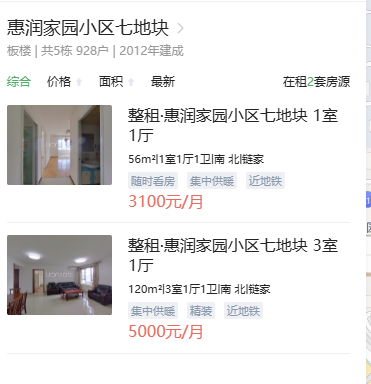 惠润家园小区七地块
板楼 | 共5栋 928户 | 2012年建成
综合 价格 面积 最新 在租2套房源
整租·惠润家园小区七地块 1室
1厅
56m²|1室1厅1卫|南 北|链家
随时看房 集中供暖 近地铁
3100元/月
整租·惠润家园小区七地块 3室
1厅
120m²|3室1厅1卫|南 北|链家
集中供暖 精装 近地铁
5000元/月